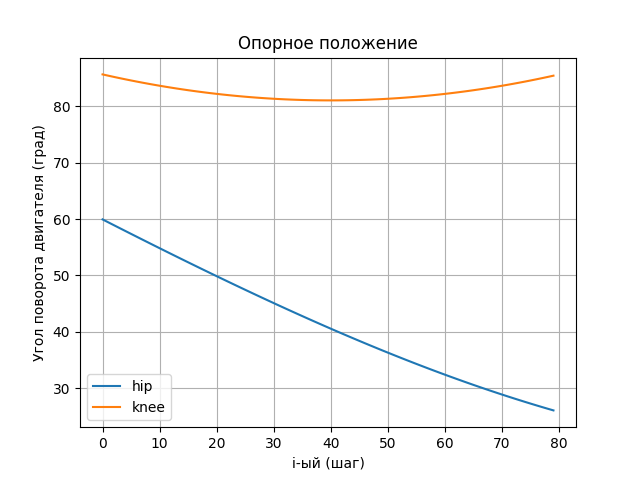 Опорное положение
Угол поворота двигателя (град)
80
70
60
50
40
30
hip
knee
0 10 20 30 40 50 60 70 80
i-ый (шаг)